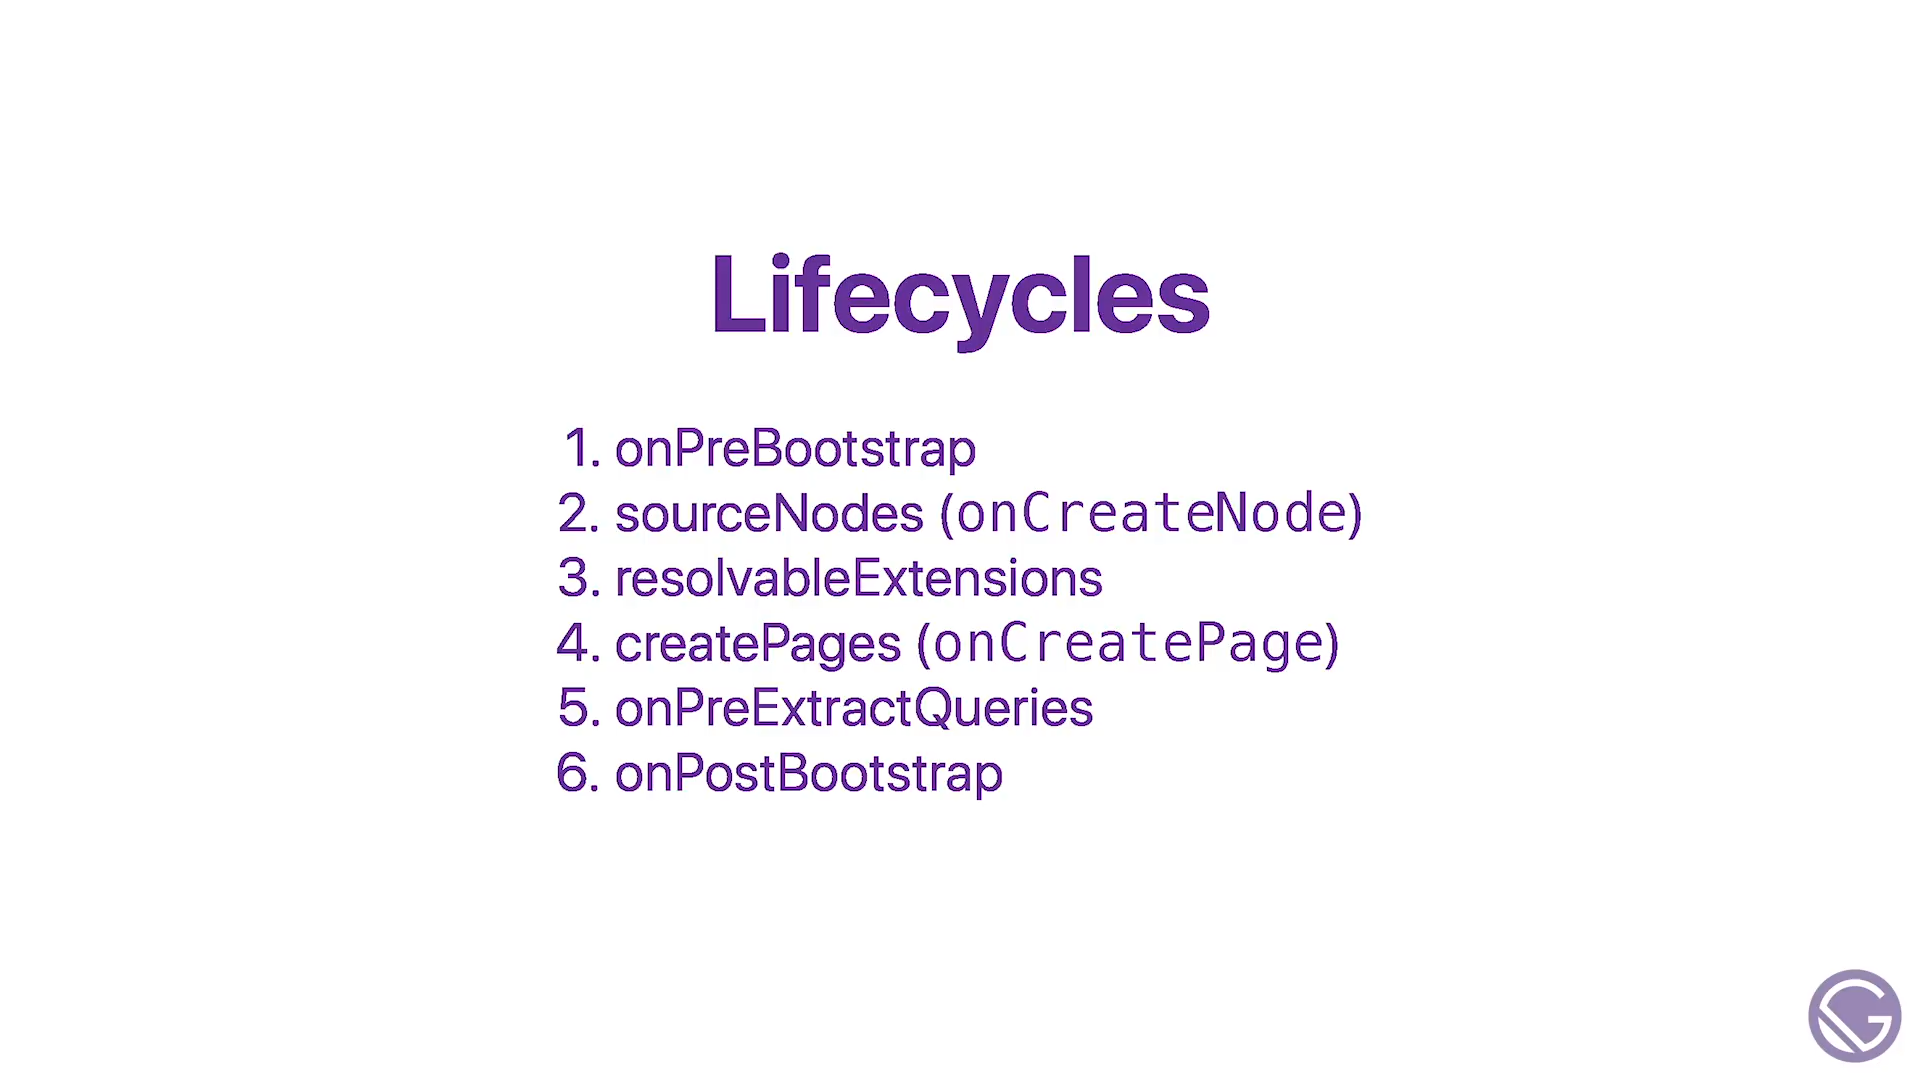 Lifecycles
1. onPreBootstrap
2. sourceNodes (onCreateNode)
3. resolvableExtensions
4. createPages (onCreatePage)
5. onPreExtractQueries
6. onPostBootstrap